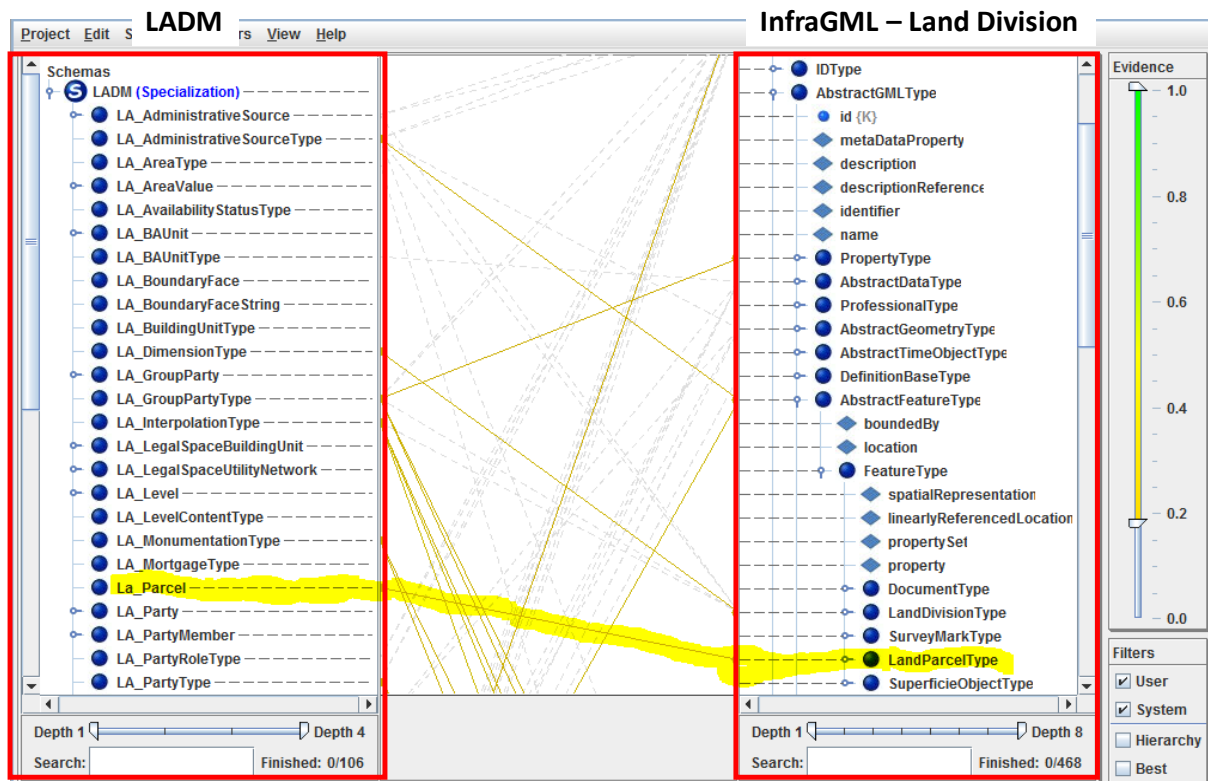 LADM
InfraGML – Land Division
Project Edit S rs View Help
Schemas
LADM (Specialization)
LA_AdministrativeSource
LA_AdministrativeSourceType
LA_AreaType
LA_AreaValue
LA_AvailabilityStatusType
LA_BAUnit
LA_BAUnitType
LA_BoundaryFace
LA_BoundaryFaceString
LA_BuildingUnitType
LA_DimensionType
LA_GroupParty
LA_GroupPartyType
LA_InterpolationType
LA_LegalSpaceBuildingUnit
LA_LegalSpaceUtilityNetwork
LA_Level
LA_LevelContentType
LA_MonumentationType
LA_MortgageType
La_Parcel
LA_Party
LA_PartyMember
LA_PartyRoleType
LA_PartyType
Depth 1 Depth 4
Search: Finished: 0/106
IDType
AbstractGMLType
id {K}
metaDataProperty
description
descriptionReference
identifier
name
PropertyType
AbstractDataType
ProfessionalType
AbstractGeometryType
AbstractTimeObjectType
DefinitionBaseType
AbstractFeatureType
boundedBy
location
FeatureType
spatialRepresentation
linearlyReferencedLocation
propertySet
property
DocumentType
LandDivisionType
SurveyMarkType
LandParcelType
SuperficieObjectType
Depth 1 Depth 8
Search: Finished: 0/468
Evidence
1.0
0.8
0.6
0.4
0.2
0.0
Filters
User
System
Hierarchy
Best